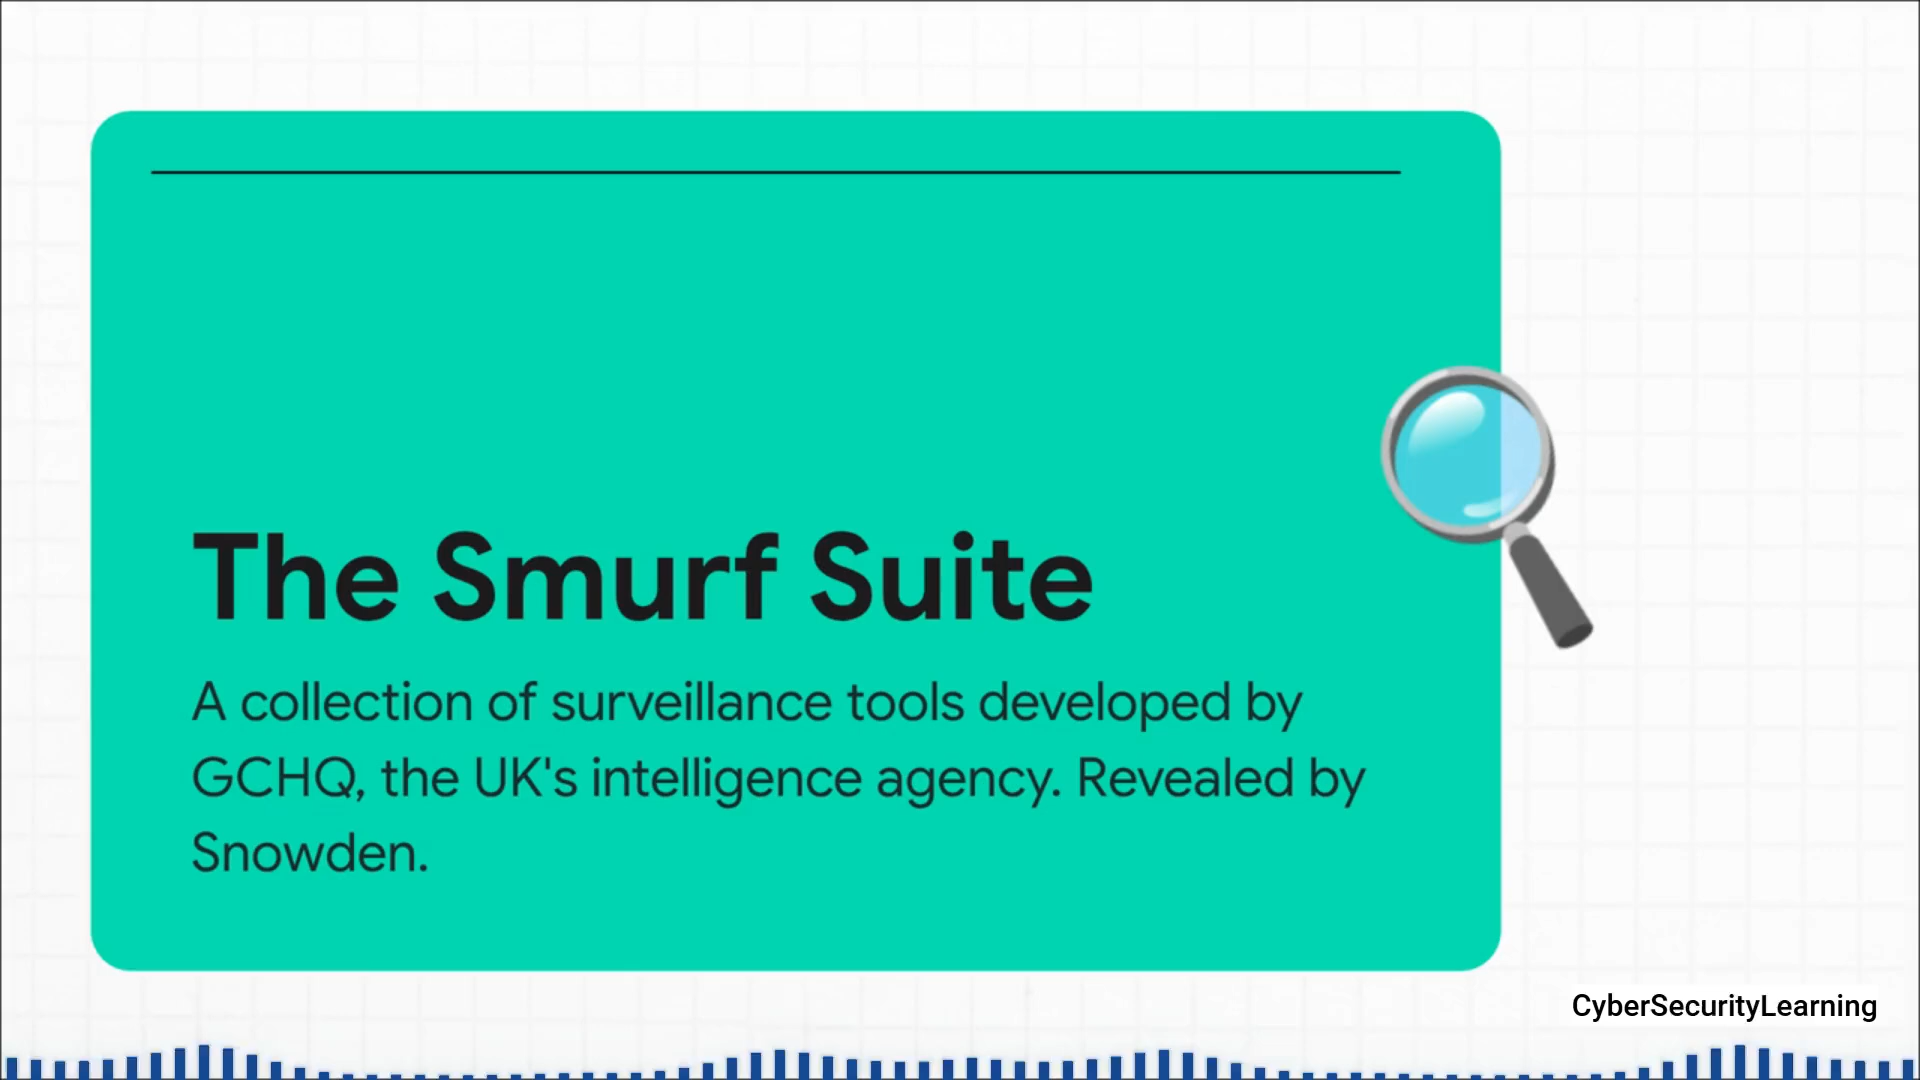 The Smurf Suite
A collection of surveillance tools developed by
GCHQ, the UK's intelligence agency. Revealed by
Snowden.
CyberSecurityLearning